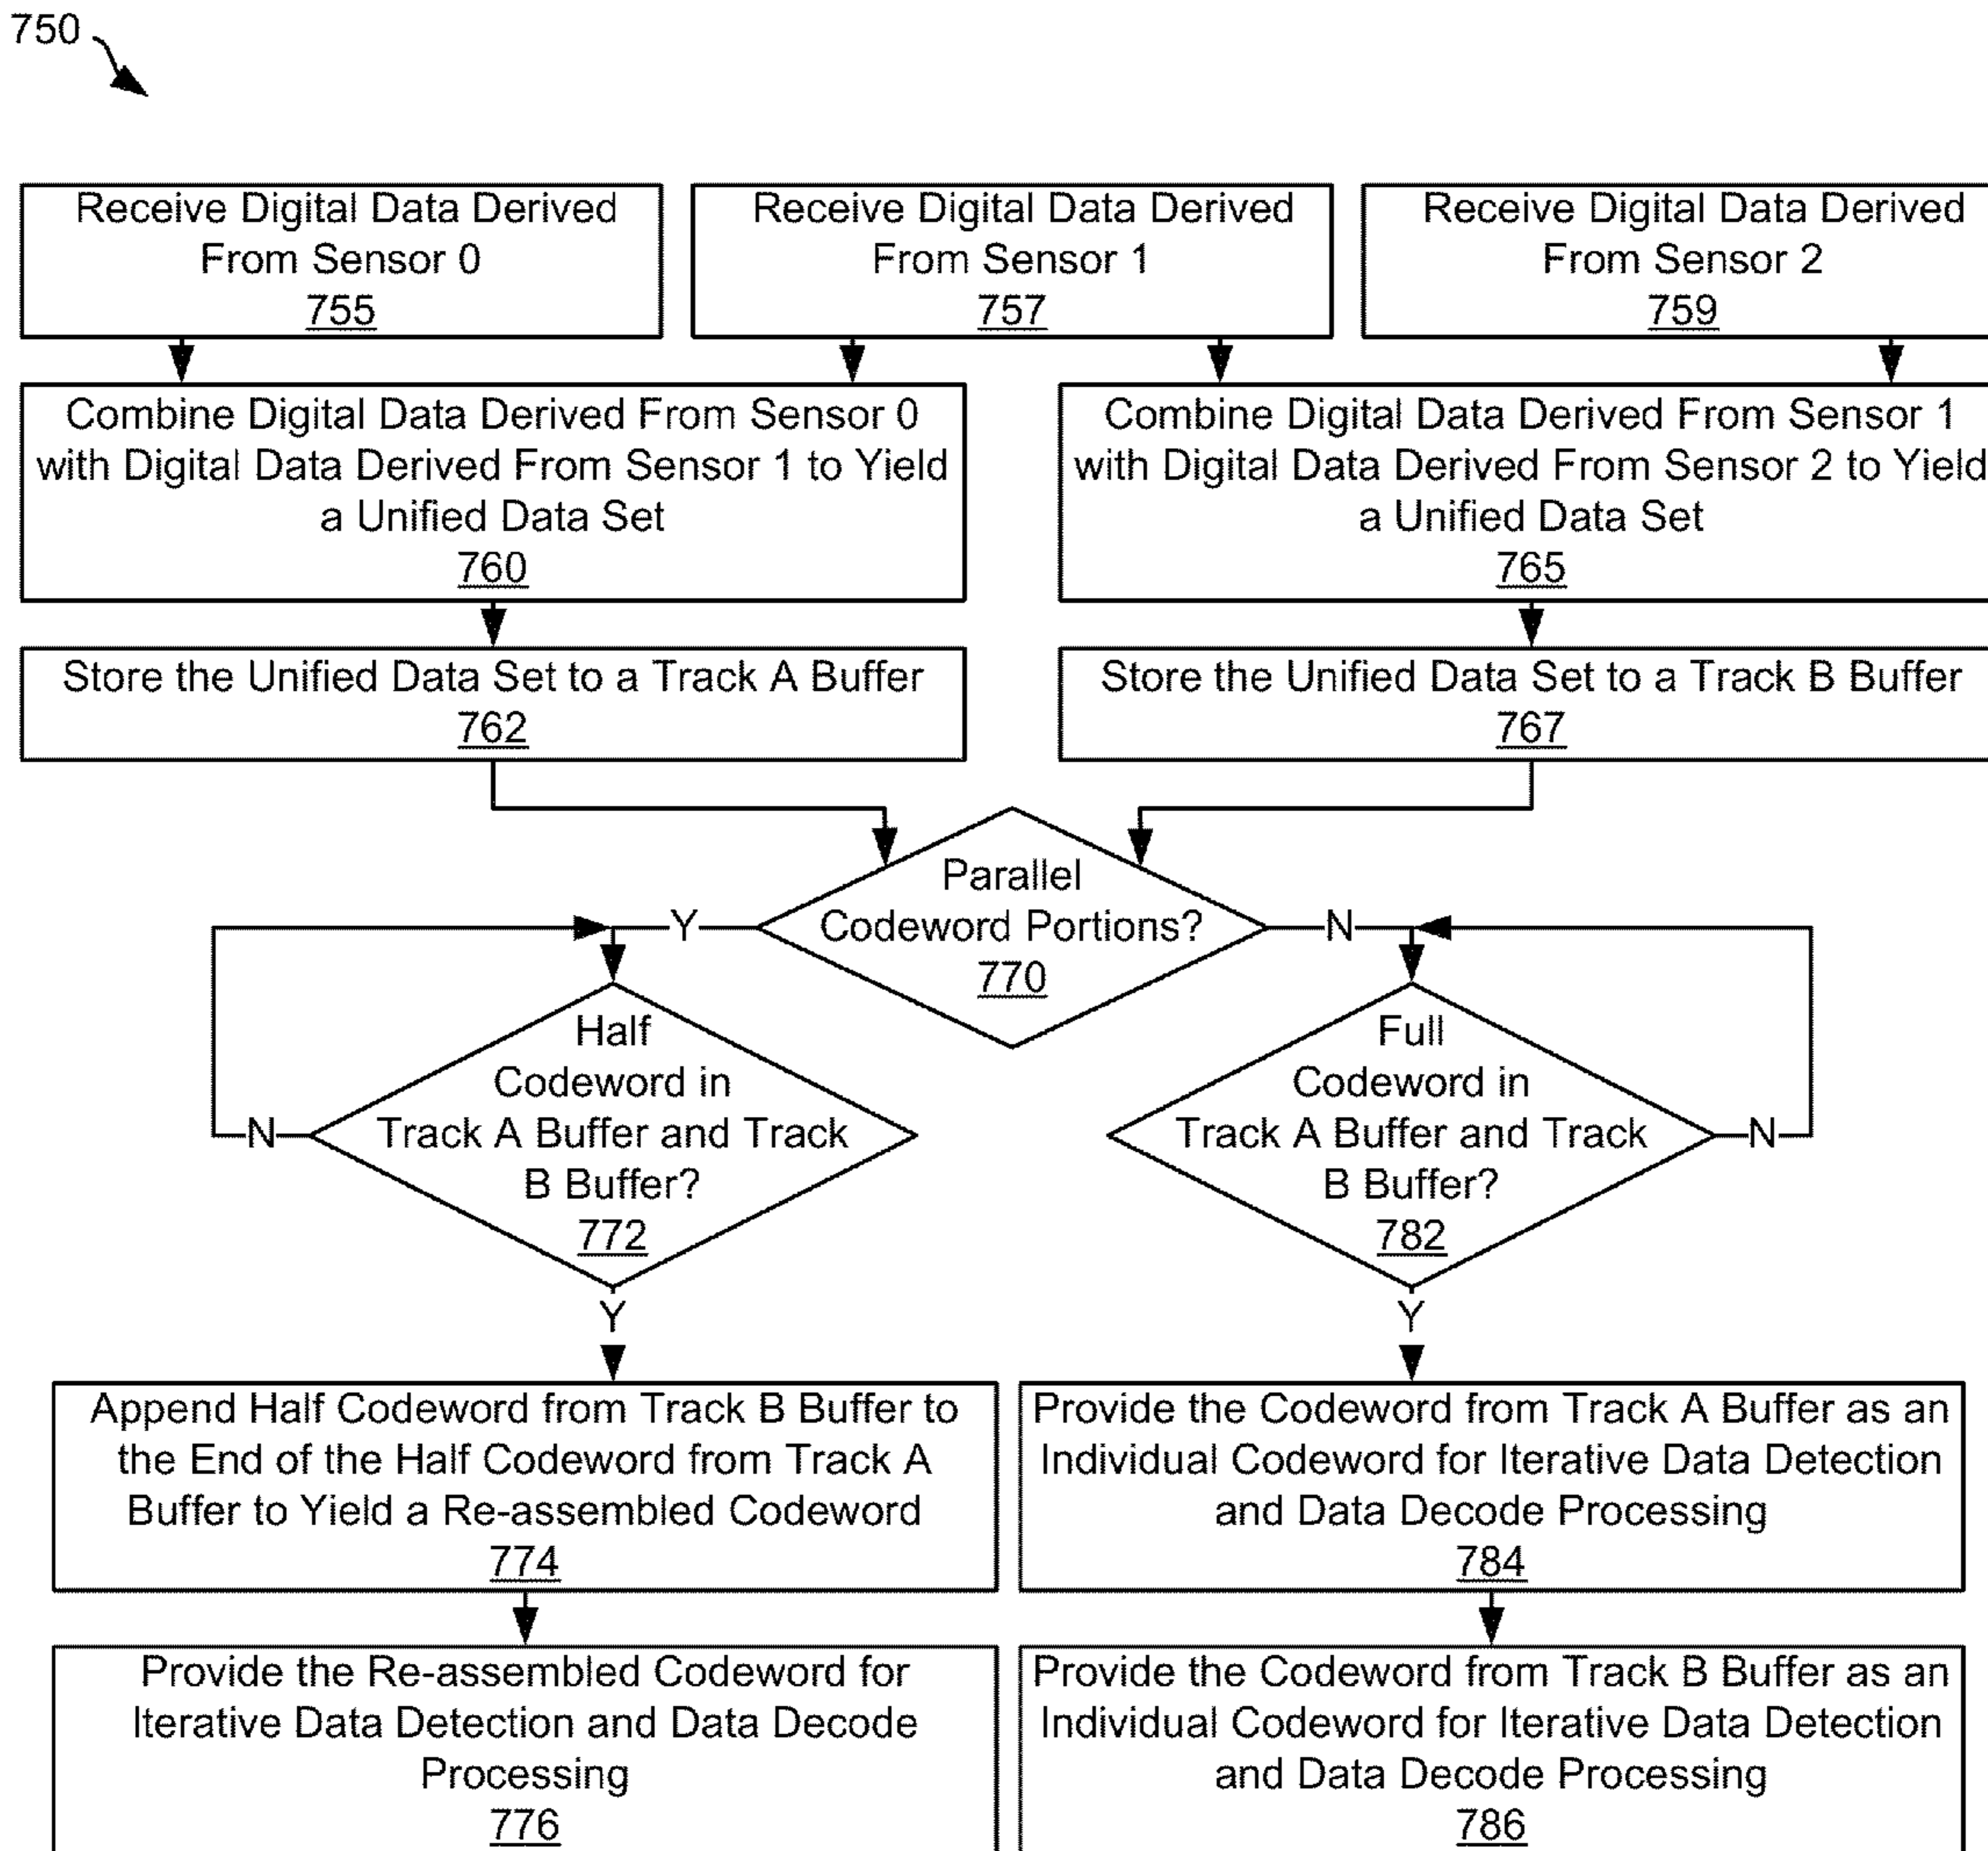 750
Receive Digital Data Derived
From Sensor 0
755
Receive Digital Data Derived
From Sensor 1
757
Receive Digital Data Derived
From Sensor 2
759
Combine Digital Data Derived From Sensor 0
with Digital Data Derived From Sensor 1 to Yield
a Unified Data Set
760
Combine Digital Data Derived From Sensor 1
with Digital Data Derived From Sensor 2 to Yield
a Unified Data Set
765
Store the Unified Data Set to a Track A Buffer
762
Store the Unified Data Set to a Track B Buffer
767
Parallel
Codeword Portions?
770
Y
N
Half
Codeword in
Track A Buffer and Track
B Buffer?
772
N
Y
Full
Codeword in
Track A Buffer and Track
B Buffer?
782
N
Y
Append Half Codeword from Track B Buffer to
the End of the Half Codeword from Track A
Buffer to Yield a Re-assembled Codeword
774
Provide the Codeword from Track A Buffer as an
Individual Codeword for Iterative Data Detection
and Data Decode Processing
784
Provide the Re-assembled Codeword for
Iterative Data Detection and Data Decode
Processing
776
Provide the Codeword from Track B Buffer as an
Individual Codeword for Iterative Data Detection
and Data Decode Processing
786